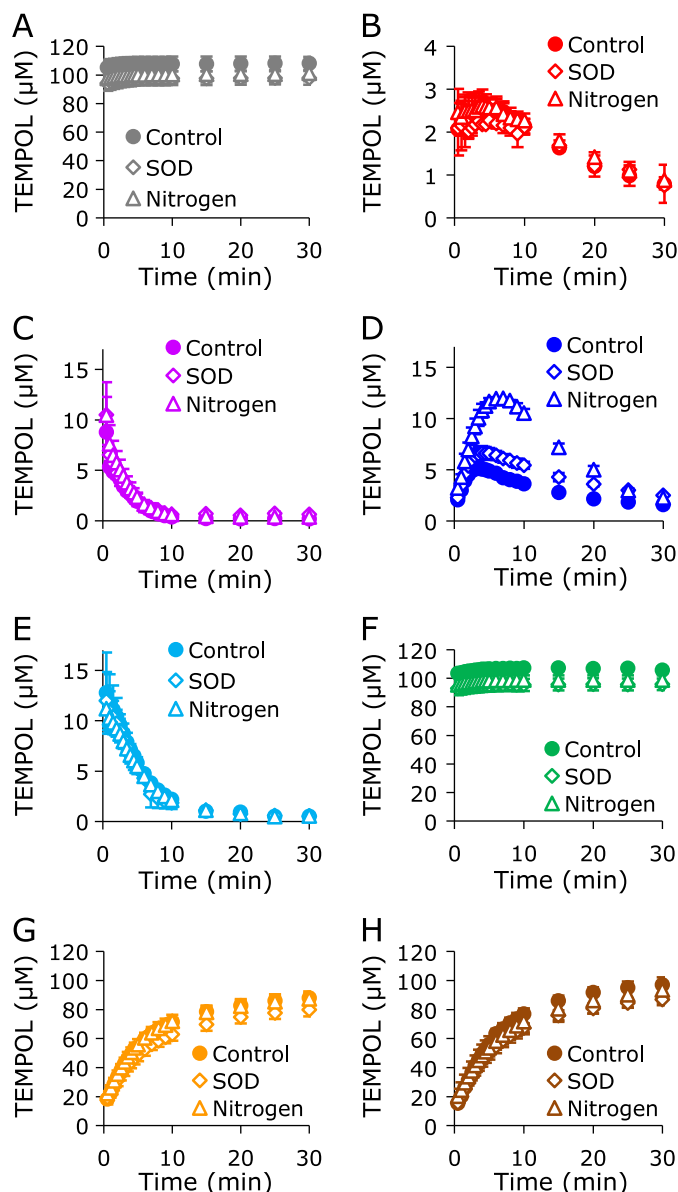 A
TEMPOL (µM)
120
100
80
60
40
20
0
Control
SOD
Nitrogen
0 10 20 30
Time (min)
B
TEMPOL (µM)
4
3
2
1
0
Control
SOD
Nitrogen
0 10 20 30
Time (min)
C
TEMPOL (µM)
15
10
5
0
Control
SOD
Nitrogen
0 10 20 30
Time (min)
D
TEMPOL (µM)
15
10
5
0
Control
SOD
Nitrogen
0 10 20 30
Time (min)
E
TEMPOL (µM)
15
10
5
0
Control
SOD
Nitrogen
0 10 20 30
Time (min)
F
TEMPOL (µM)
120
100
80
60
40
20
0
Control
SOD
Nitrogen
0 10 20 30
Time (min)
G
TEMPOL (µM)
120
100
80
60
40
20
0
Control
SOD
Nitrogen
0 10 20 30
Time (min)
H
TEMPOL (µM)
120
100
80
60
40
20
0
Control
SOD
Nitrogen
0 10 20 30
Time (min)